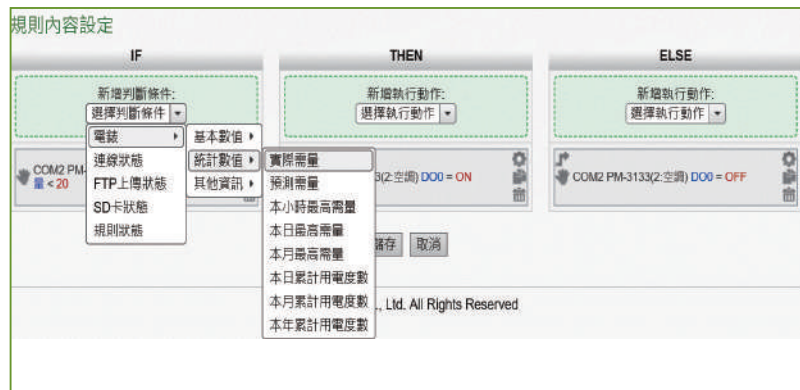 規則內容設定
IF
THEN
ELSE
新增判斷條件:
選擇判斷條件
新增執行動作:
選擇執行動作
新增執行動作:
選擇執行動作
電錶
連線狀態
FTP上傳狀態
SD卡狀態
規則狀態
基本數值
統計數值
其他資訊
實際需量
預測需量
本小時最高需量
本日最高需量
本月最高需量
本日累計用電度數
本月累計用電度數
本年累計用電度數
COM2 PM-
量 < 20
3(2:空調) DO0 = ON
COM2 PM-3133(2:空調) DO0 = OFF
儲存
取消
., Ltd. All Rights Reserved